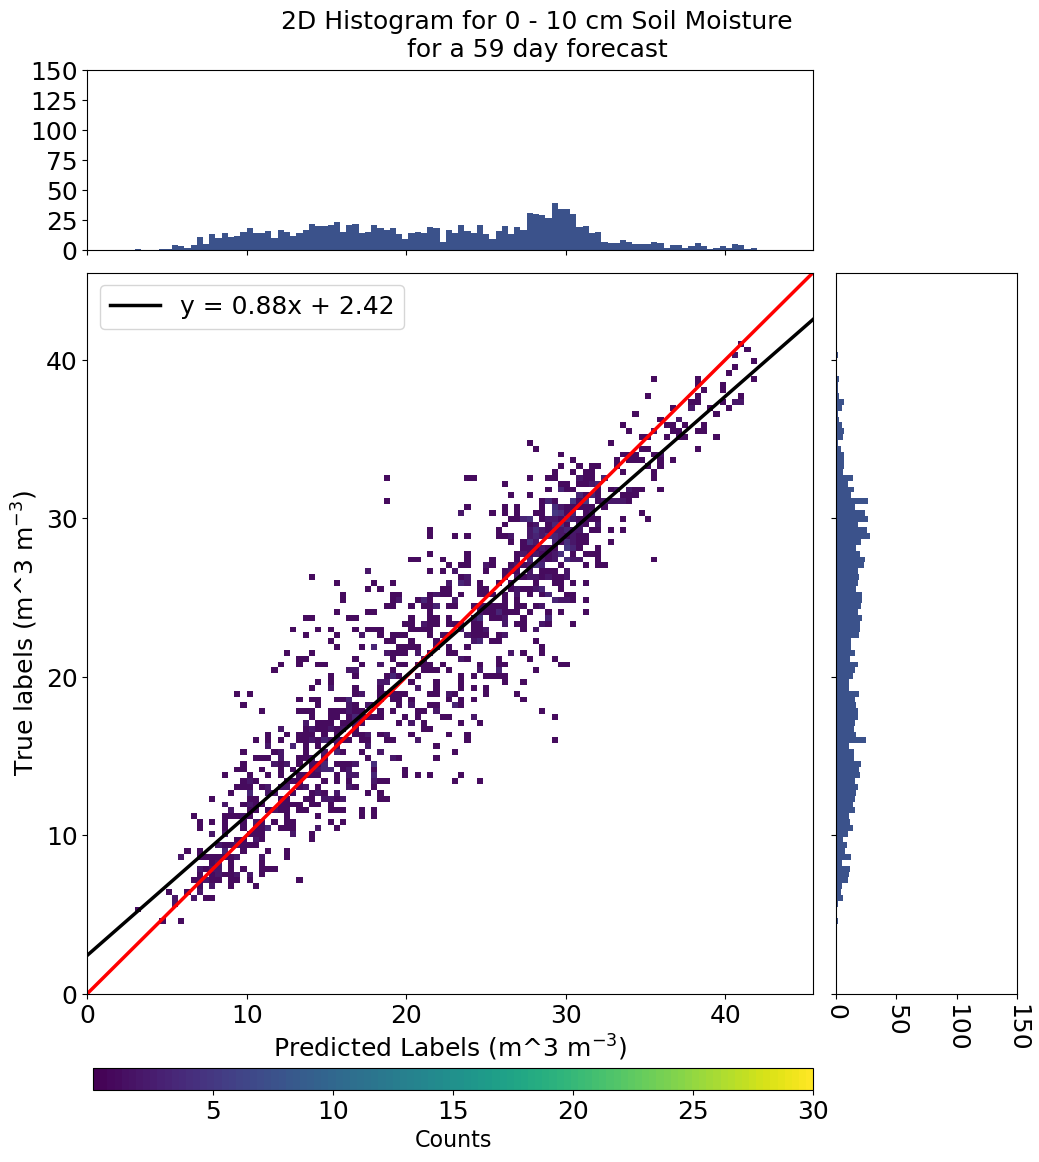 2D Histogram for 0 - 10 cm Soil Moisture
for a 59 day forecast
150
125
100
75
50
25
0
y = 0.88x + 2.42
True labels (m^3 m⁻³)
40
30
20
10
0
0 10 20 30 40
Predicted Labels (m^3 m⁻³)
0 50 100 150
5 10 15 20 25 30
Counts